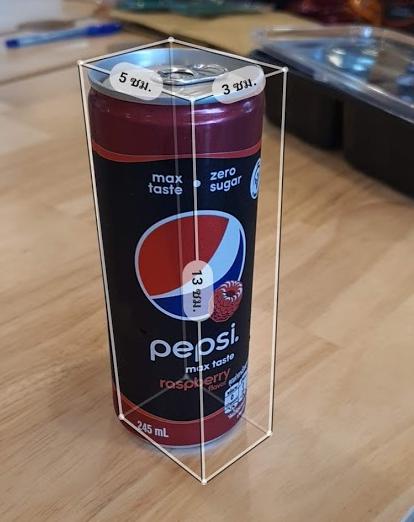 5 ซม.
3 ซม.
max taste • zero sugar
13 ซม.
pepsi.
max taste
raspberry
flavor
245 mL